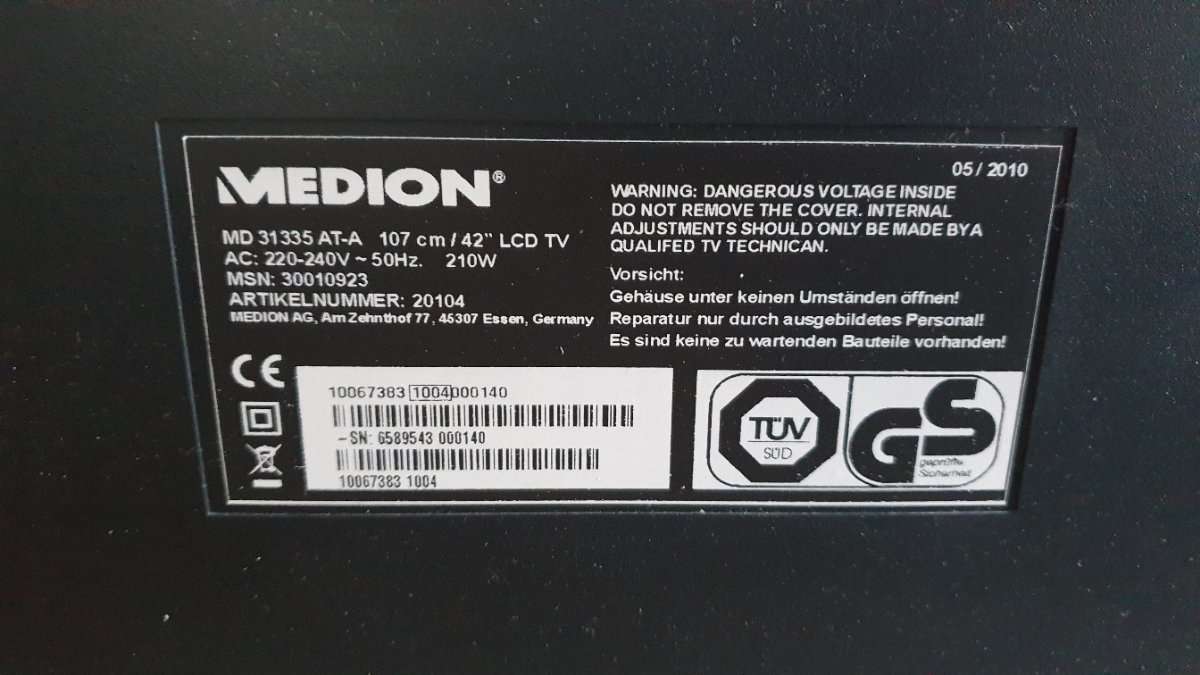 MEDION®
MD 31335 AT-A 107 cm / 42" LCD TV
AC: 220-240V ~ 50Hz. 210W
MSN: 30010923
ARTIKELNUMMER: 20104
MEDION AG, Am Zehnthof 77, 45307 Essen, Germany
05 / 2010
WARNING: DANGEROUS VOLTAGE INSIDE
DO NOT REMOVE THE COVER. INTERNAL
ADJUSTMENTS SHOULD ONLY BE MADE BY A
QUALIFED TV TECHNICAN.
Vorsicht:
Gehäuse unter keinen Umständen öffnen!
Reparatur nur durch ausgebildetes Personal!
Es sind keine zu wartenden Bauteile vorhanden!
CE
10067383 1004 000140
-SN: 6589543 000140
10067383 1004
TÜV
SÜD
GS
geprüfte
Sicherheit